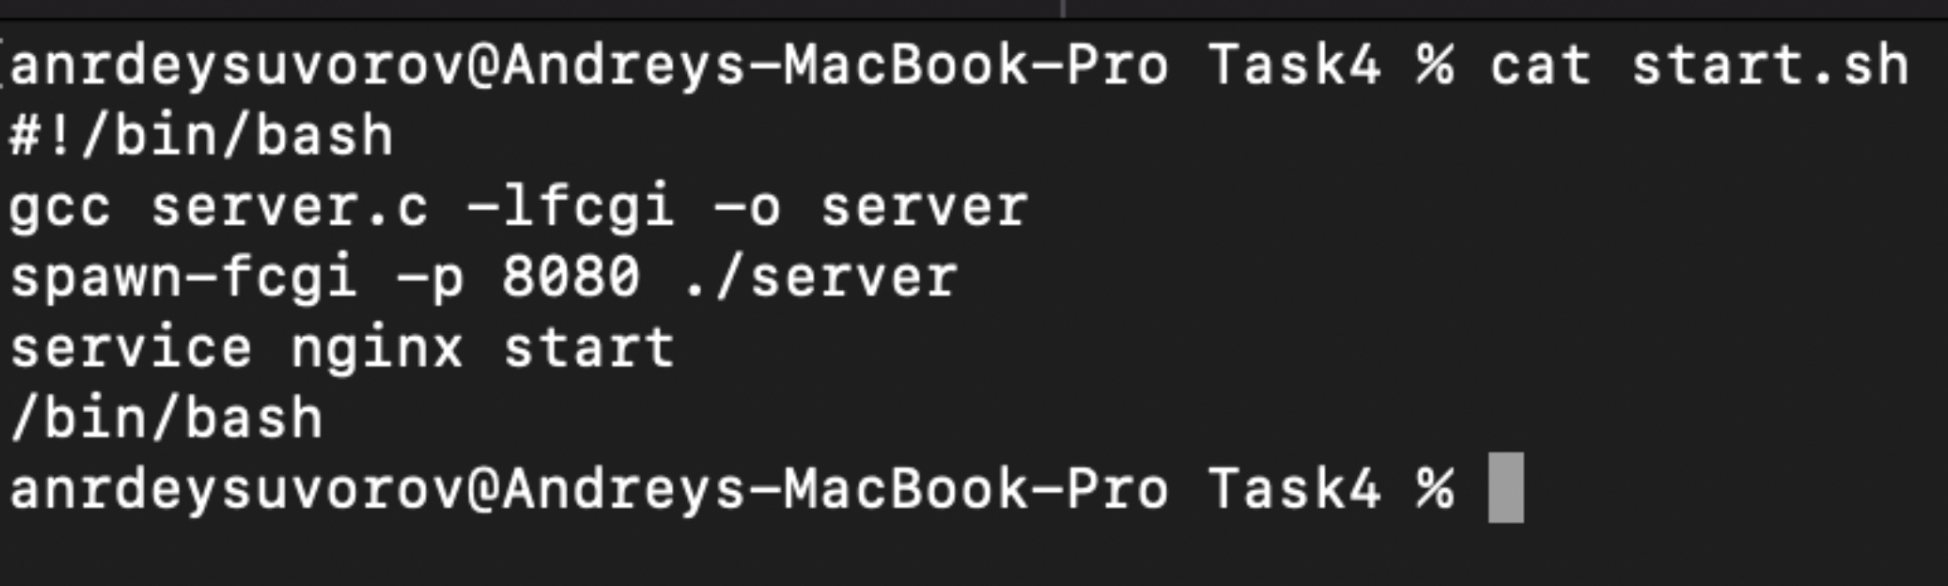 anrdeysuvorov@Andreys-MacBook-Pro Task4 % cat start.sh
#!/bin/bash
gcc server.c -lfcgi -o server
spawn-fcgi -p 8080 ./server
service nginx start
/bin/bash
anrdeysuvorov@Andreys-MacBook-Pro Task4 %